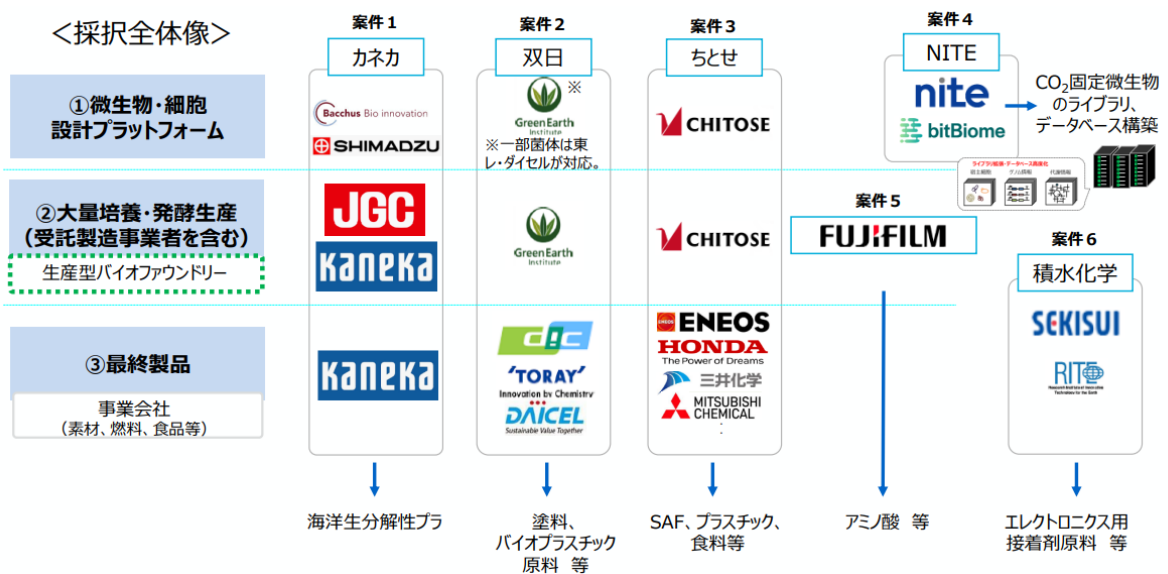 ＜採択全体像＞
案件１
カネカ
案件２
双日
案件３
ちとせ
案件４
NITE
①微生物・細胞
設計プラットフォーム
Bacchus Bio innovation
SHIMADZU
※
Green Earth
Institute
※一部菌体は東
レ・ダイセルが対応。
CHITOSE
nite
bitBiome
CO2固定微生物
のライブラリ、
データベース構築
②大量培養・発酵生産
（受託製造事業者を含む）
生産型バイオファウンドリー
JGC
Kaneka
Green Earth
Institute
CHITOSE
案件５
FUJIFILM
案件６
積水化学
③最終製品
事業会社
（素材、燃料、食品等）
Kaneka
dic
'TORAY'
Innovation by Chemistry
DAICEL
Sustainable Value Together
ENEOS
HONDA
The Power of Dreams
三井化学
MITSUBISHI
CHEMICAL
:
SEKISUI
RITE
海洋生分解性プラ
塗料、
バイオプラスチック
原料 等
SAF、プラスチック、
食料等
アミノ酸 等
エレクトロニクス用
接着剤原料 等